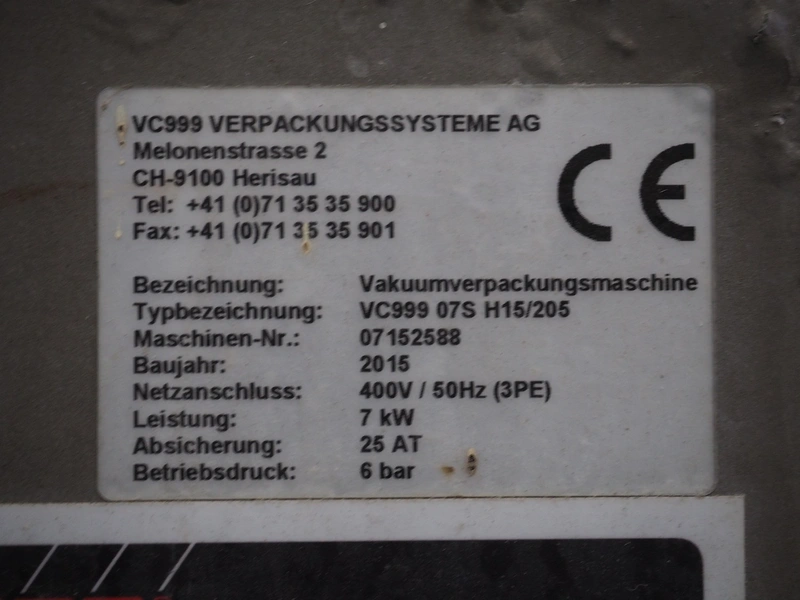 VC999 VERPACKUNGSSYSTEME AG
Melonenstrasse 2
CH-9100 Herisau
Tel: +41 (0)71 35 35 900
Fax: +41 (0)71 35 35 901
CE
Bezeichnung: Vakuumverpackungsmaschine
Typbezeichnung: VC999 07S H15/205
Maschinen-Nr.: 07152588
Baujahr: 2015
Netzanschluss: 400V / 50Hz (3PE)
Leistung: 7 kW
Absicherung: 25 AT
Betriebsdruck: 6 bar